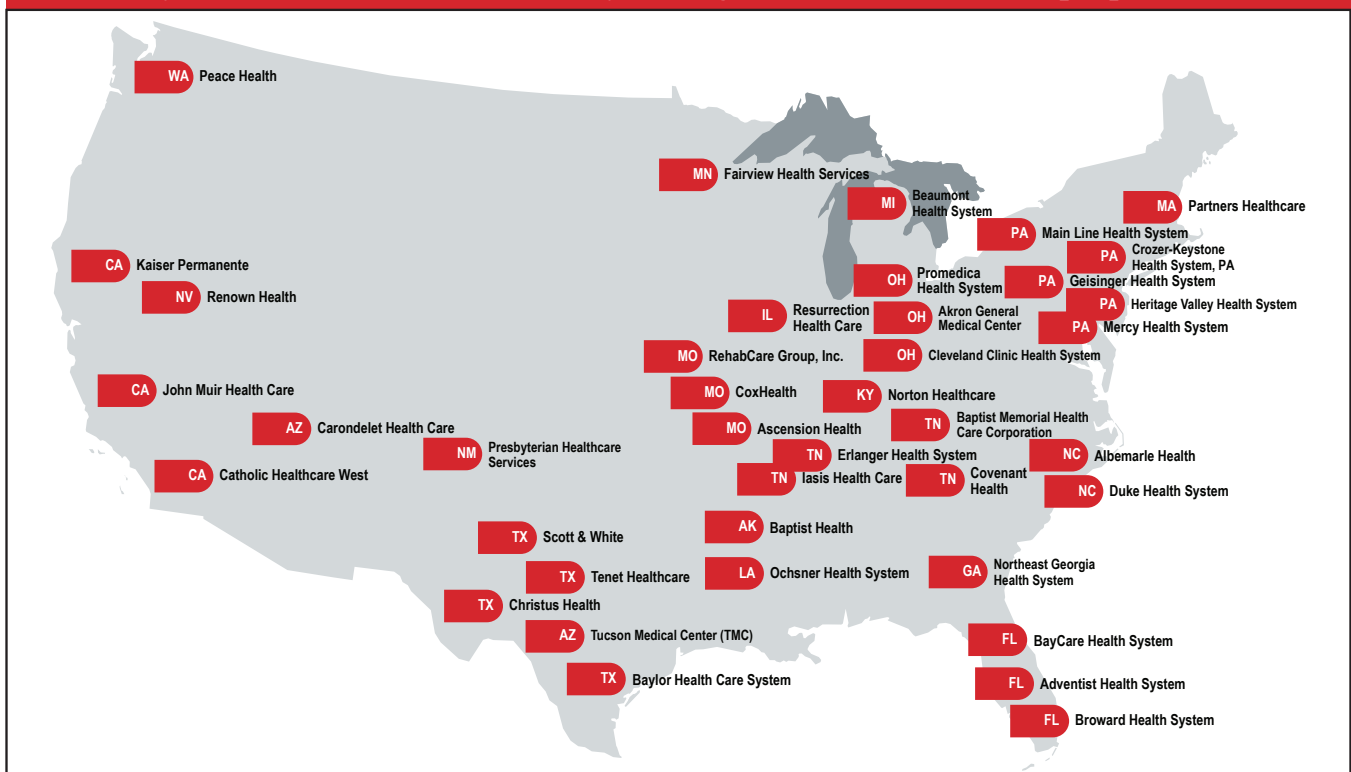 WA Peace Health
MN Fairview Health Services
MI Beaumont
Health System
MA Partners Healthcare
PA Main Line Health System
PA Crozer-Keystone
Health System, PA
CA Kaiser Permanente
OH Promedica
Health System
PA Geisinger Health System
NV Renown Health
PA Heritage Valley Health System
IL Resurrection
Health Care
OH Akron General
Medical Center
PA Mercy Health System
MO RehabCare Group, Inc.
OH Cleveland Clinic Health System
CA John Muir Health Care
MO CoxHealth
KY Norton Healthcare
AZ Carondelet Health Care
MO Ascension Health
TN Baptist Memorial Health
Care Corporation
NM Presbyterian Healthcare
Services
TN Erlanger Health System
NC Albemarle Health
CA Catholic Healthcare West
TN Iasis Health Care
TN Covenant
Health
NC Duke Health System
AK Baptist Health
TX Scott & White
LA Ochsner Health System
GA Northeast Georgia
Health System
TX Tenet Healthcare
TX Christus Health
AZ Tucson Medical Center (TMC)
FL BayCare Health System
TX Baylor Health Care System
FL Adventist Health System
FL Broward Health System